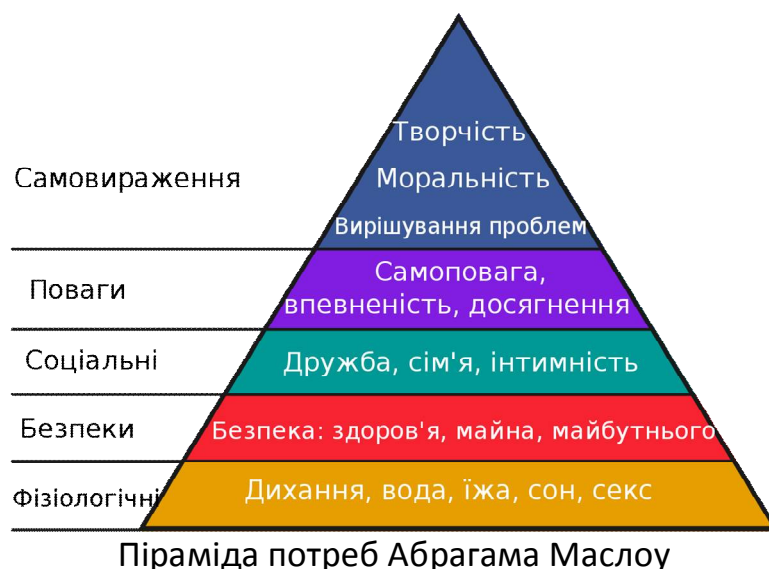 Творчість
Самовираження
Моральність
Вирішування проблем
Поваги
Самоповага,
впевненість, досягнення
Соціальні
Дружба, сім'я, інтимність
Безпеки
Безпека: здоров'я, майна, майбутнього
Фізіологічні
Дихання, вода, їжа, сон, секс
Піраміда потреб Абрагама Маслоу